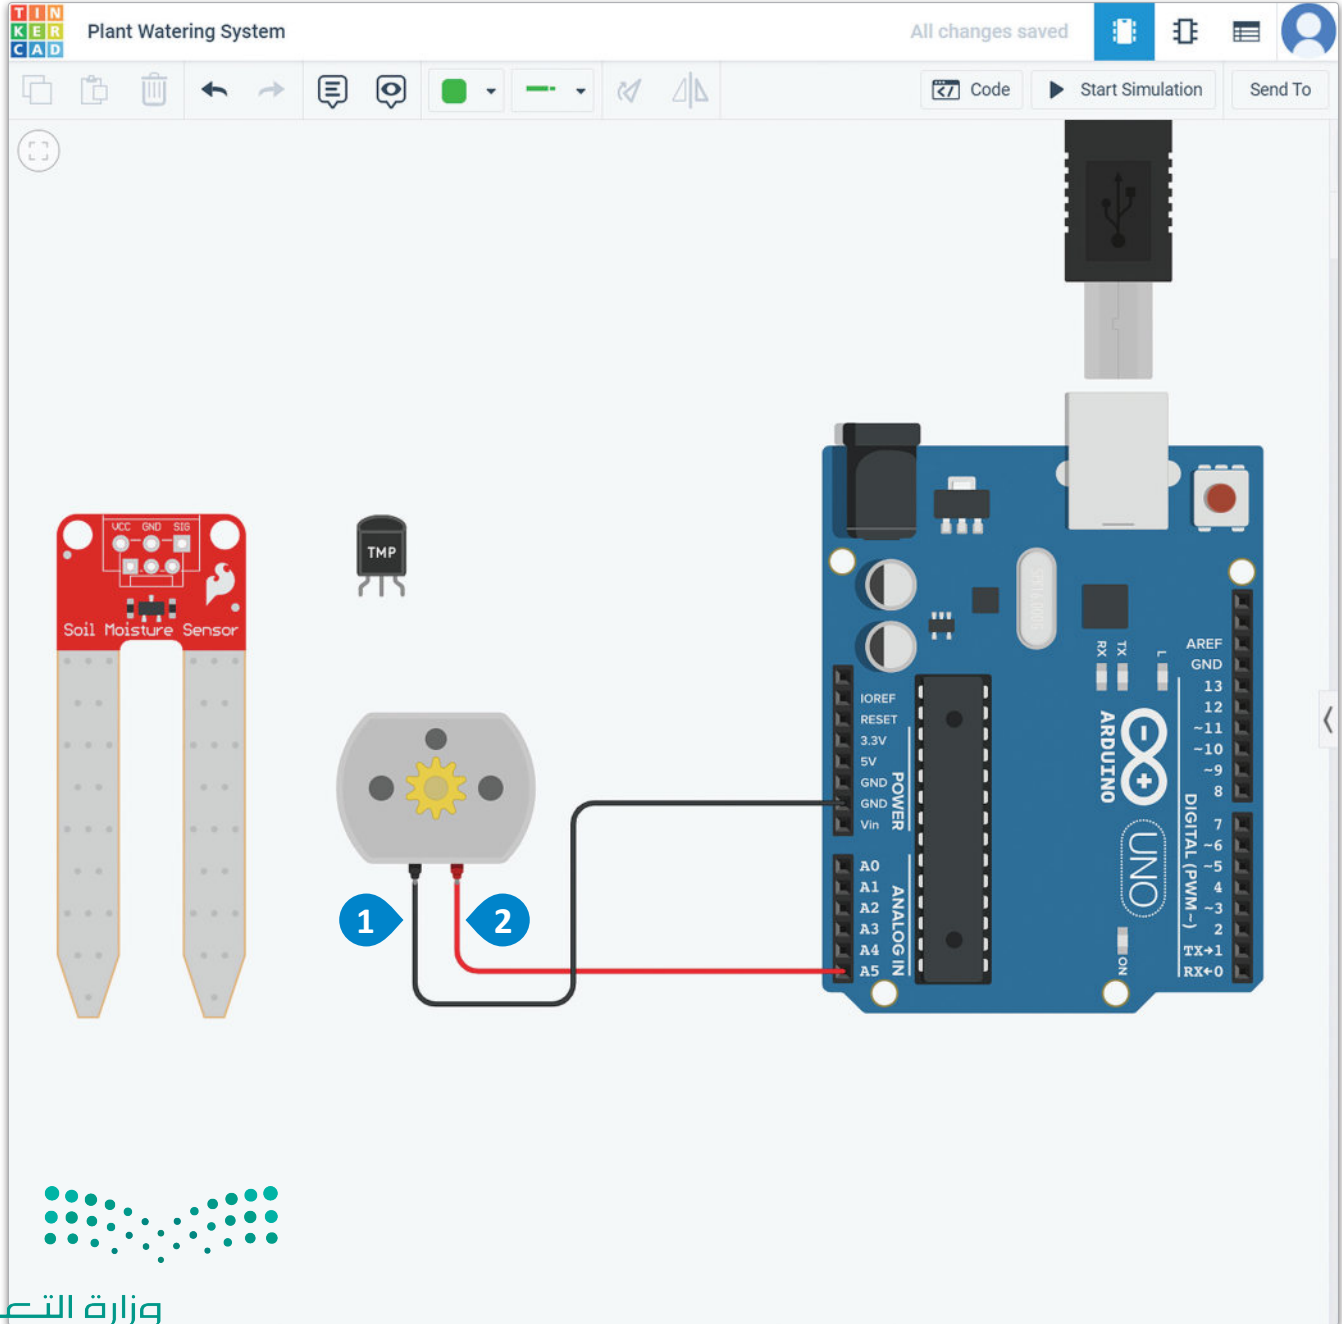 TIN
KER
CAD
Plant Watering System
All changes saved
Code
Start Simulation
Send To
VCC GND SIG
Soil Moisture Sensor
TMP
1
2
IOREF
RESET
3.3V
5V
GND
GND
Vin
POWER
A0
A1
A2
A3
A4
A5
ANALOG IN
RX
TX
L
ARDUINO
UNO
ON
AREF
GND
13
12
~11
~10
~9
8
7
~6
~5
4
~3
2
TX→1
RX←0
DIGITAL (PWM~)
وزارة التـعـ